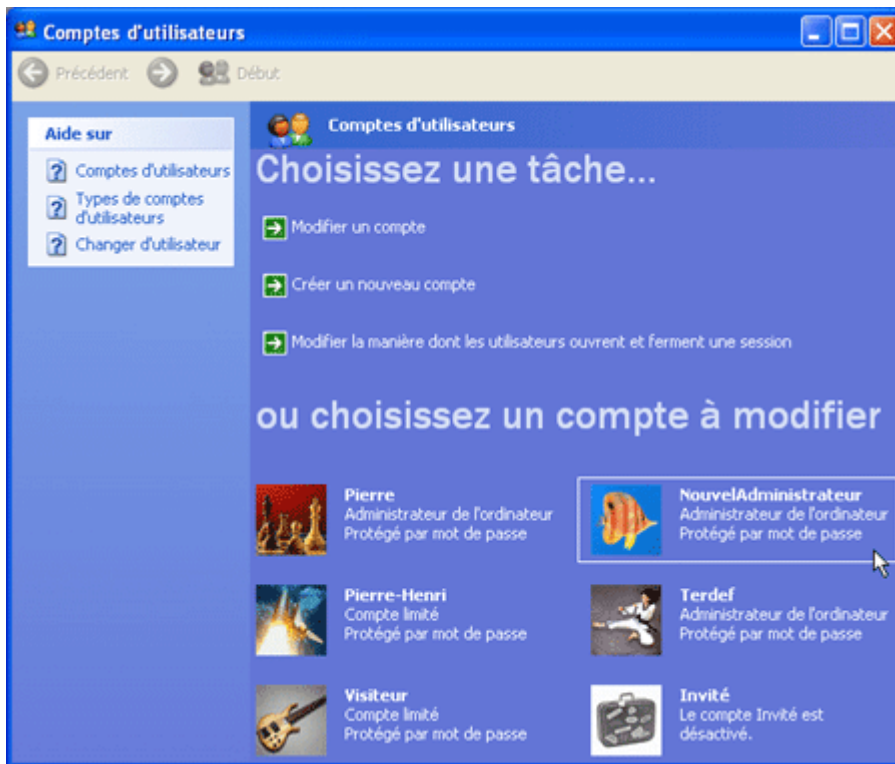 Comptes d'utilisateurs
Précédent
Début
Aide sur
Comptes d'utilisateurs
Types de comptes
d'utilisateurs
Changer d'utilisateur
Comptes d'utilisateurs
Choisissez une tâche...
Modifier un compte
Créer un nouveau compte
Modifier la manière dont les utilisateurs ouvrent et ferment une session
ou choisissez un compte à modifier
Pierre
Administrateur de l'ordinateur
Protégé par mot de passe
NouvelAdministrateur
Administrateur de l'ordinateur
Protégé par mot de passe
Pierre-Henri
Compte limité
Protégé par mot de passe
Terdef
Administrateur de l'ordinateur
Protégé par mot de passe
Visiteur
Compte limité
Protégé par mot de passe
Invité
Le compte Invité est
désactivé.